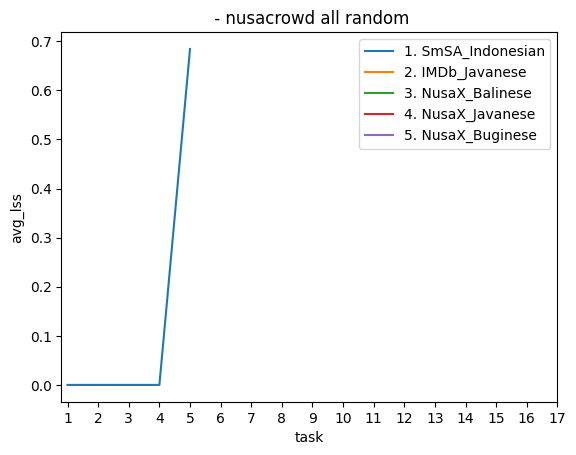 - nusacrowd all random
0.7
0.6
0.5
0.4
0.3
0.2
0.1
0.0
avg_lss
1. SmSA_Indonesian
2. IMDb_Javanese
3. NusaX_Balinese
4. NusaX_Javanese
5. NusaX_Buginese
1 2 3 4 5 6 7 8 9 10 11 12 13 14 15 16 17
task